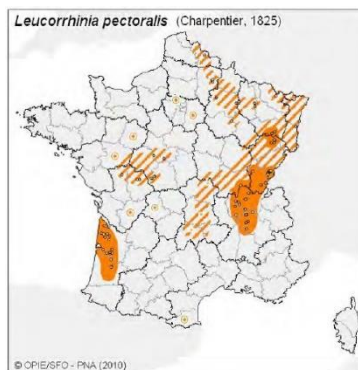 Leucorrhinia pectoralis (Charpentier, 1825)
© OPIE/SFO - PNA (2010)